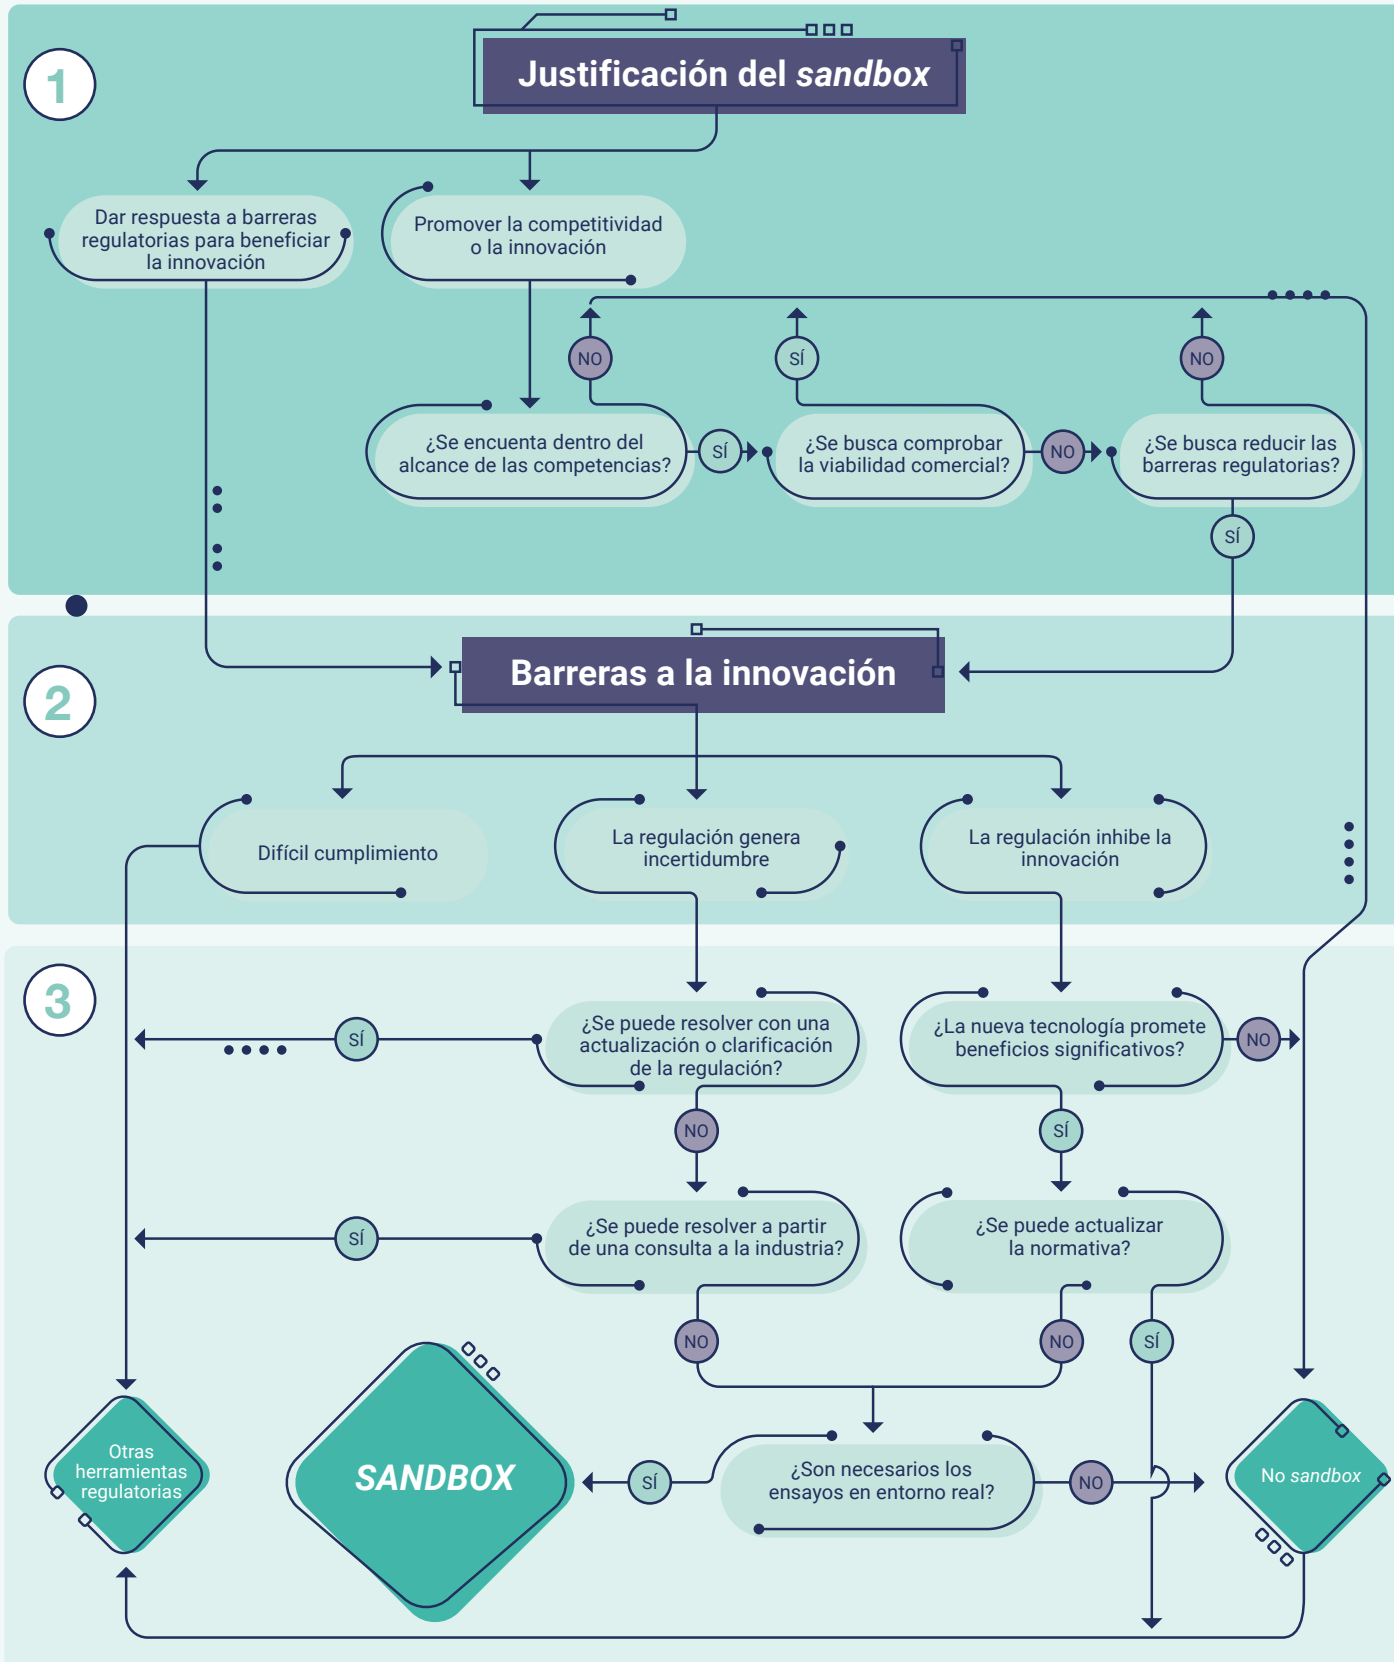 1
Justificación del sandbox
Dar respuesta a barreras
regulatorias para beneficiar
la innovación
Promover la competitividad
o la innovación
NO
SÍ
NO
¿Se encuenta dentro del
alcance de las competencias?
SÍ
¿Se busca comprobar
la viabilidad comercial?
NO
¿Se busca reducir las
barreras regulatorias?
SÍ
2
Barreras a la innovación
Difícil cumplimiento
La regulación genera
incertidumbre
La regulación inhibe la
innovación
3
SÍ
¿Se puede resolver con una
actualización o clarificación
de la regulación?
¿La nueva tecnología promete
beneficios significativos?
NO
NO
SÍ
SÍ
¿Se puede resolver a partir
de una consulta a la industria?
¿Se puede actualizar
la normativa?
NO
NO
SÍ
Otras
herramientas
regulatorias
SANDBOX
SÍ
¿Son necesarios los
ensayos en entorno real?
NO
No sandbox